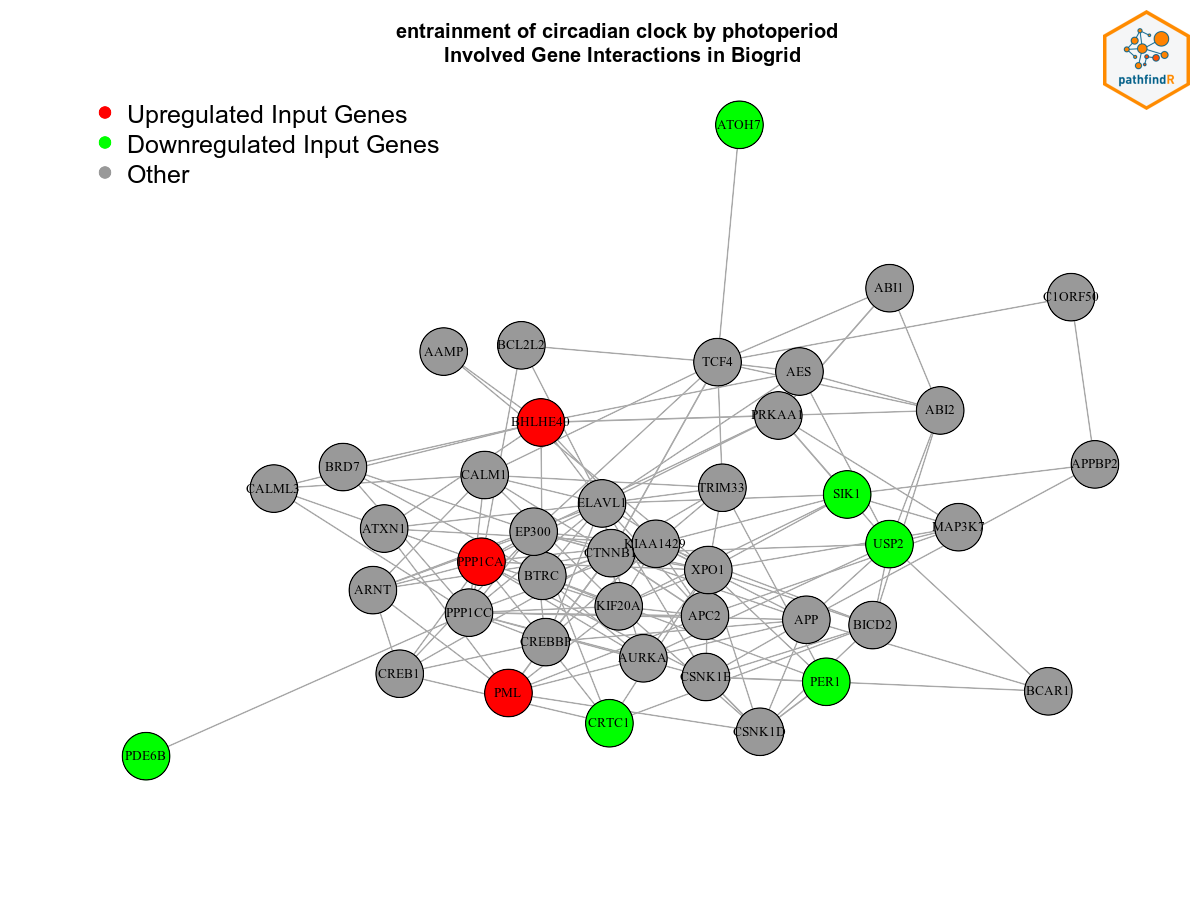 entrainment of circadian clock by photoperiod
Involved Gene Interactions in Biogrid
pathfindR
Upregulated Input Genes
Downregulated Input Genes
Other
ATOH7
ABI1
C1ORF50
BCL2L2
AAMP
TCF4
AES
ABI2
PRKAA1
BHLHE40
BRD7
APPBP2
CALM1
CALML3
TRIM33
SIK1
ELAVL1
ATXN1
MAP3K7
EP300
KIAA1429
USP2
CTNNB1
PPP1CA
XPO1
BTRC
ARNT
KIF20A
PPP1CC
APC2
APP
BICD2
CREBBP
AURKA
CREB1
CSNK1E
PER1
BCAR1
PML
CRTC1
CSNK1D
PDE6B